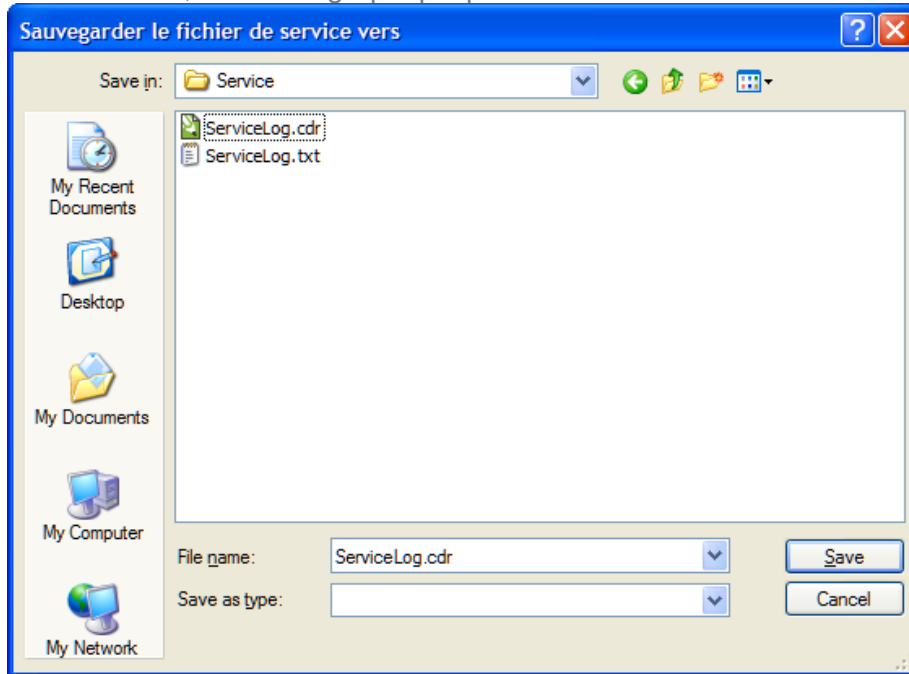 Sauvegarder le fichier de service vers
Save in: Service
ServiceLog.cdr
ServiceLog.txt
My Recent
Documents
Desktop
My Documents
My Computer
My Network
File name: ServiceLog.cdr Save
Save as type: Cancel